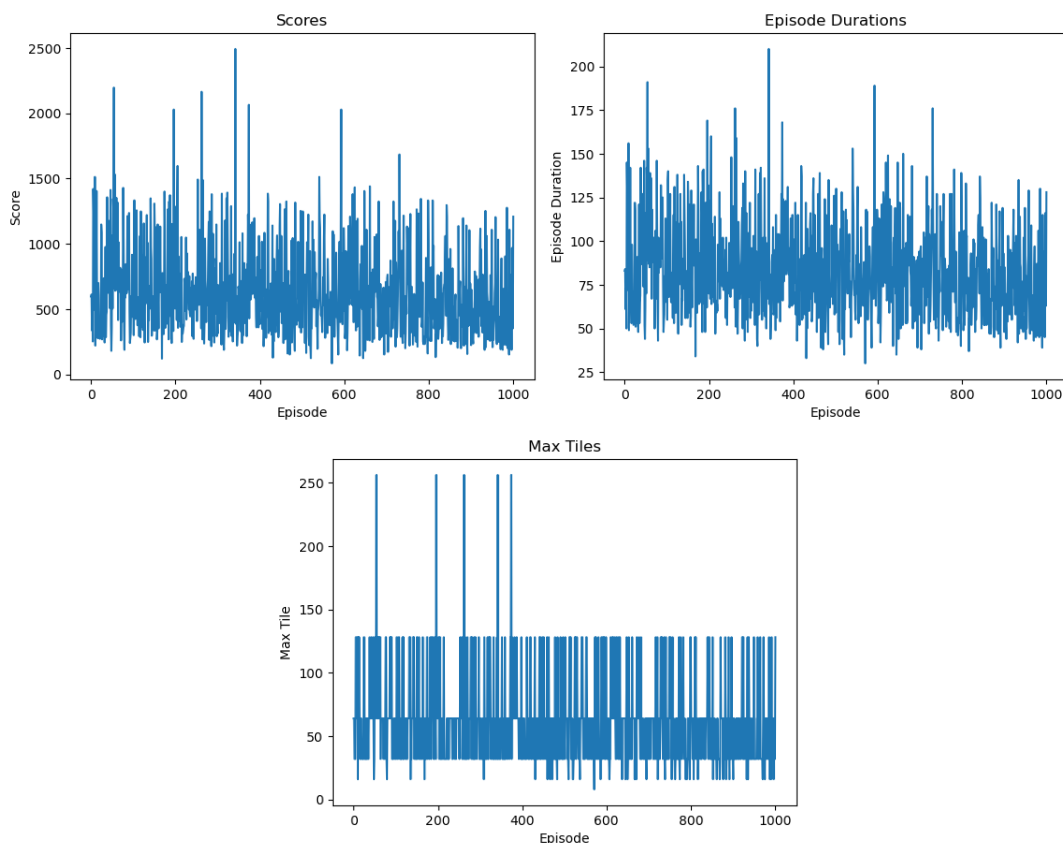 Scores
2500
2000
1500
1000
500
0
Score
0 200 400 600 800 1000
Episode
Episode Durations
200
175
150
125
100
75
50
25
Episode Duration
0 200 400 600 800 1000
Episode
Max Tiles
250
200
150
100
50
0
Max Tile
0 200 400 600 800 1000
Episode